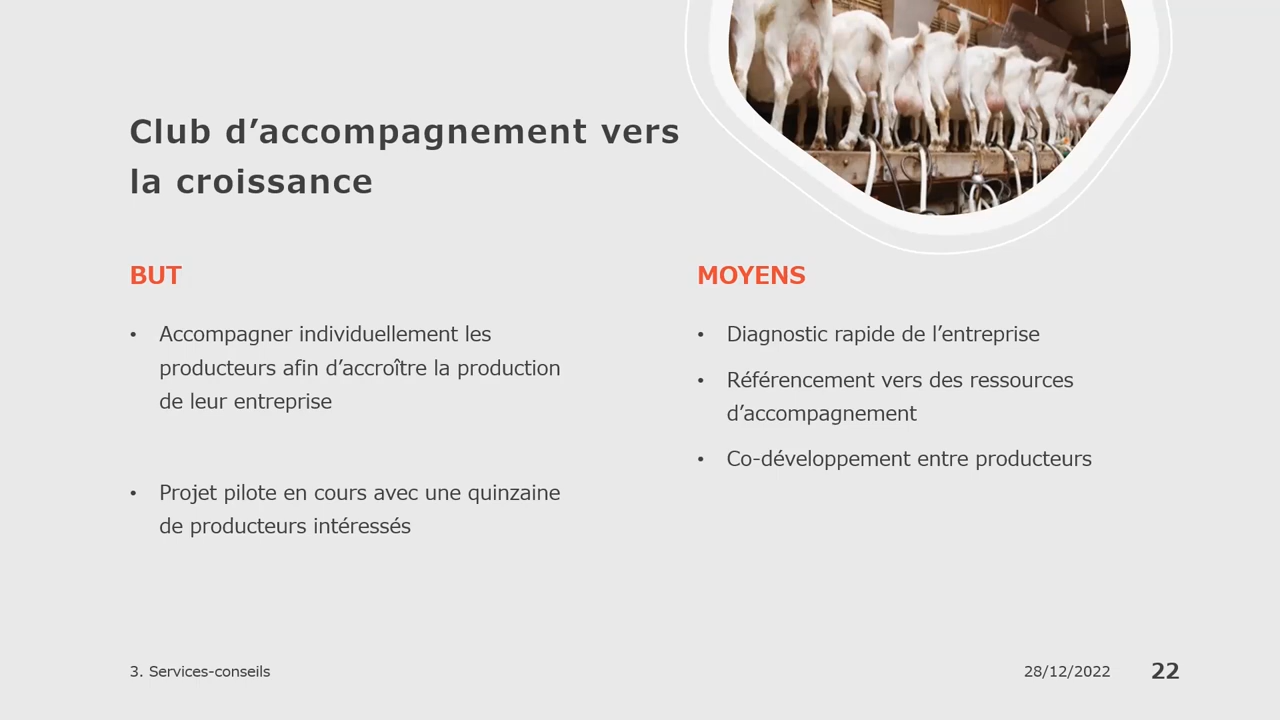 Club d’accompagnement vers
la croissance
BUT
• Accompagner individuellement les
producteurs afin d’accroître la production
de leur entreprise
• Projet pilote en cours avec une quinzaine
de producteurs intéressés
MOYENS
• Diagnostic rapide de l’entreprise
• Référencement vers des ressources
d’accompagnement
• Co-développement entre producteurs
3. Services-conseils
28/12/2022
22